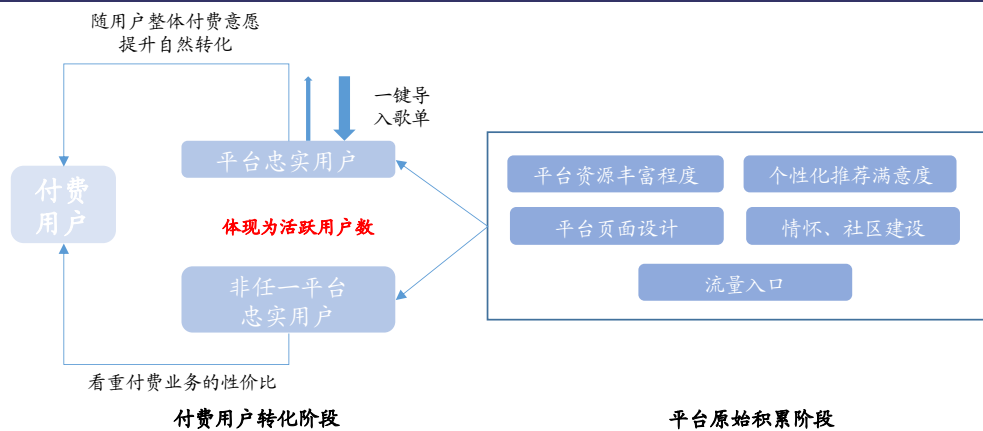 随用户整体付费意愿
提升自然转化
一键导
入歌单
平台忠实用户
付费
用户
体现为活跃用户数
非任一平台
忠实用户
看重付费业务的性价比
付费用户转化阶段
平台资源丰富程度
个性化推荐满意度
平台页面设计
情怀、社区建设
流量入口
平台原始积累阶段